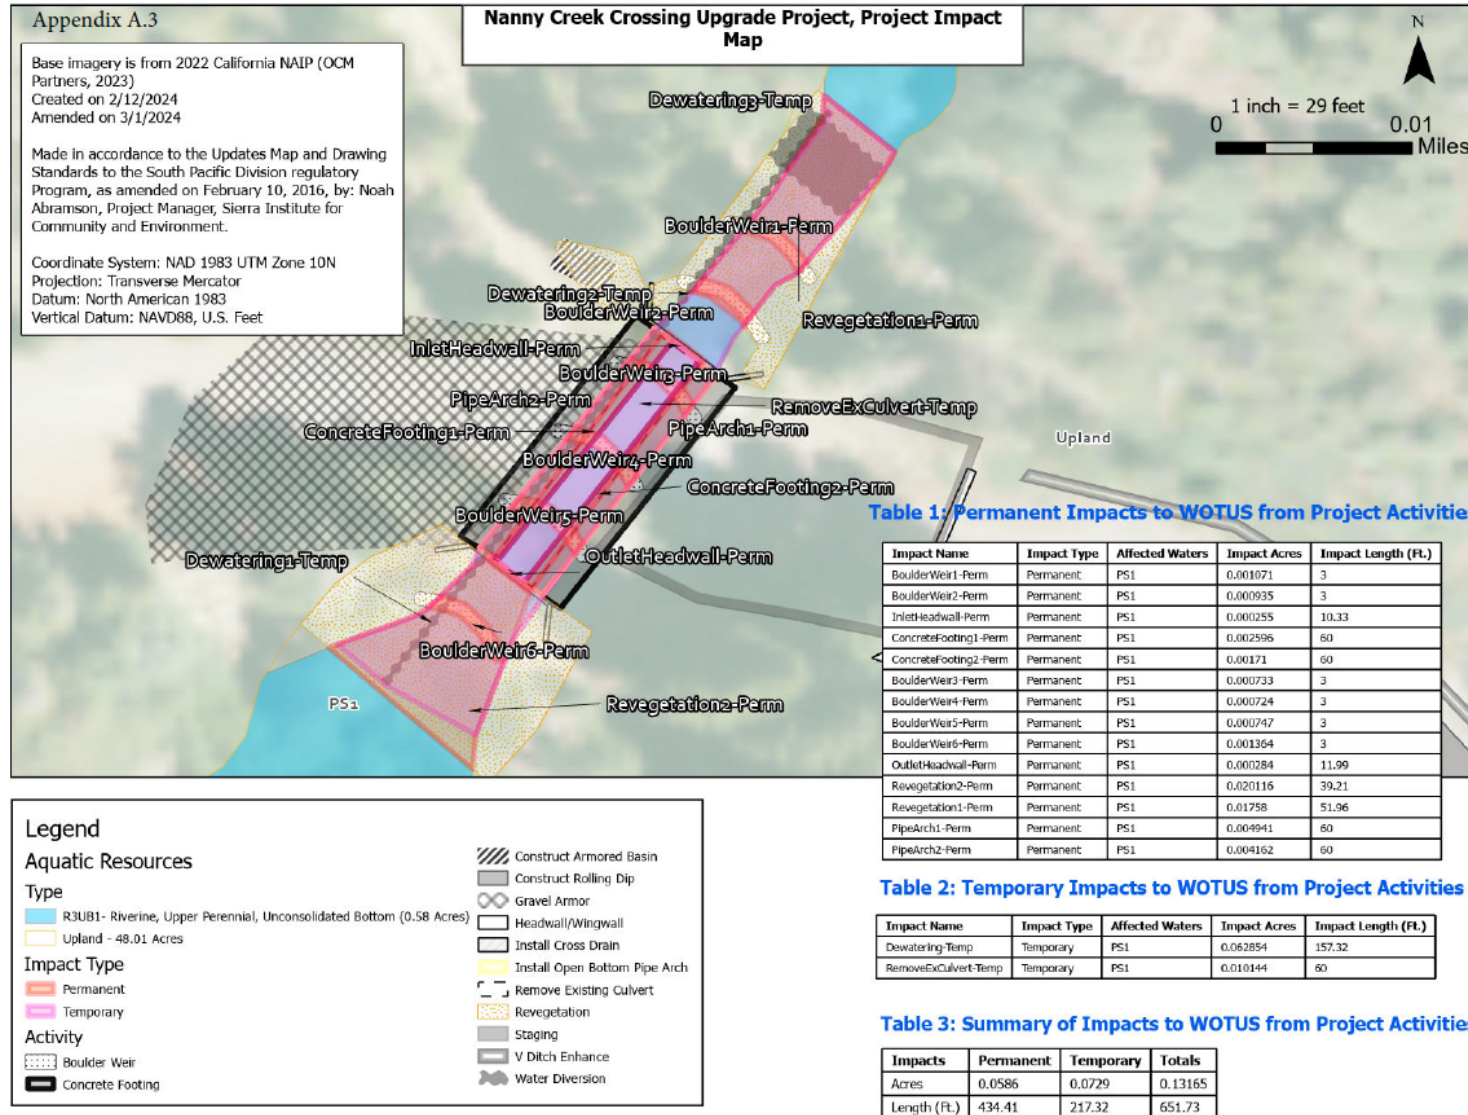 Appendix A.3
Nanny Creek Crossing Upgrade Project, Project Impact
Map
Base imagery is from 2022 California NAIP (OCM
Partners, 2023)
Created on 2/12/2024
Amended on 3/1/2024
Made in accordance to the Updates Map and Drawing
Standards to the South Pacific Division regulatory
Program, as amended on February 10, 2016, by: Noah
Abramson, Project Manager, Sierra Institute for
Community and Environment.
Coordinate System: NAD 1983 UTM Zone 10N
Projection: Transverse Mercator
Datum: North American 1983
Vertical Datum: NAVD88, U.S. Feet
N
1 inch = 29 feet
0 0.01
Miles
Dewatering3-Temp
BoulderWeir1-Perm
Dewatering2-Temp
BoulderWeir2-Perm
Revegetation1-Perm
InletHeadwall-Perm
BoulderWeir3-Perm
PipeArch2-Perm
RemoveExCulvert-Temp
ConcreteFooting1-Perm
PipeArch1-Perm
Upland
BoulderWeir4-Perm
ConcreteFooting2-Perm
BoulderWeir5-Perm
Dewatering1-Temp
OutletHeadwall-Perm
BoulderWeir6-Perm
PS1
Revegetation2-Perm
Table 1: Permanent Impacts to WOTUS from Project Activitie
Impact Name Impact Type Affected Waters Impact Acres Impact Length (Ft.)
BoulderWeir1-Perm Permanent PS1 0.001071 3
BoulderWeir2-Perm Permanent PS1 0.000935 3
InletHeadwall-Perm Permanent PS1 0.000255 10.33
ConcreteFooting1-Perm Permanent PS1 0.002596 60
ConcreteFooting2-Perm Permanent PS1 0.00171 60
BoulderWeir3-Perm Permanent PS1 0.000733 3
BoulderWeir4-Perm Permanent PS1 0.000724 3
BoulderWeir5-Perm Permanent PS1 0.000747 3
BoulderWeir6-Perm Permanent PS1 0.001364 3
OutletHeadwall-Perm Permanent PS1 0.000284 11.99
Revegetation2-Perm Permanent PS1 0.020116 39.21
Revegetation1-Perm Permanent PS1 0.01758 51.96
PipeArch1-Perm Permanent PS1 0.004941 60
PipeArch2-Perm Permanent PS1 0.004162 60
Table 2: Temporary Impacts to WOTUS from Project Activities
Impact Name Impact Type Affected Waters Impact Acres Impact Length (Ft.)
Dewatering-Temp Temporary PS1 0.062854 157.32
RemoveExCulvert-Temp Temporary PS1 0.010144 60
Table 3: Summary of Impacts to WOTUS from Project Activitie
Impacts Permanent Temporary Totals
Acres 0.0586 0.0729 0.13165
Length (Ft.) 434.41 217.32 651.73
Legend
Aquatic Resources
Type
R3UB1- Riverine, Upper Perennial, Unconsolidated Bottom (0.58 Acres)
Upland - 48.01 Acres
Impact Type
Permanent
Temporary
Activity
Boulder Weir
Concrete Footing
Construct Armored Basin
Construct Rolling Dip
Gravel Armor
Headwall/Wingwall
Install Cross Drain
Install Open Bottom Pipe Arch
Remove Existing Culvert
Revegetation
Staging
V Ditch Enhance
Water Diversion